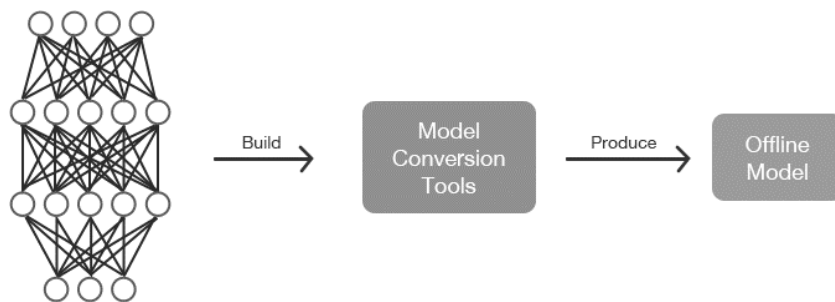 Build
Model
Conversion
Tools
Produce
Offline
Model